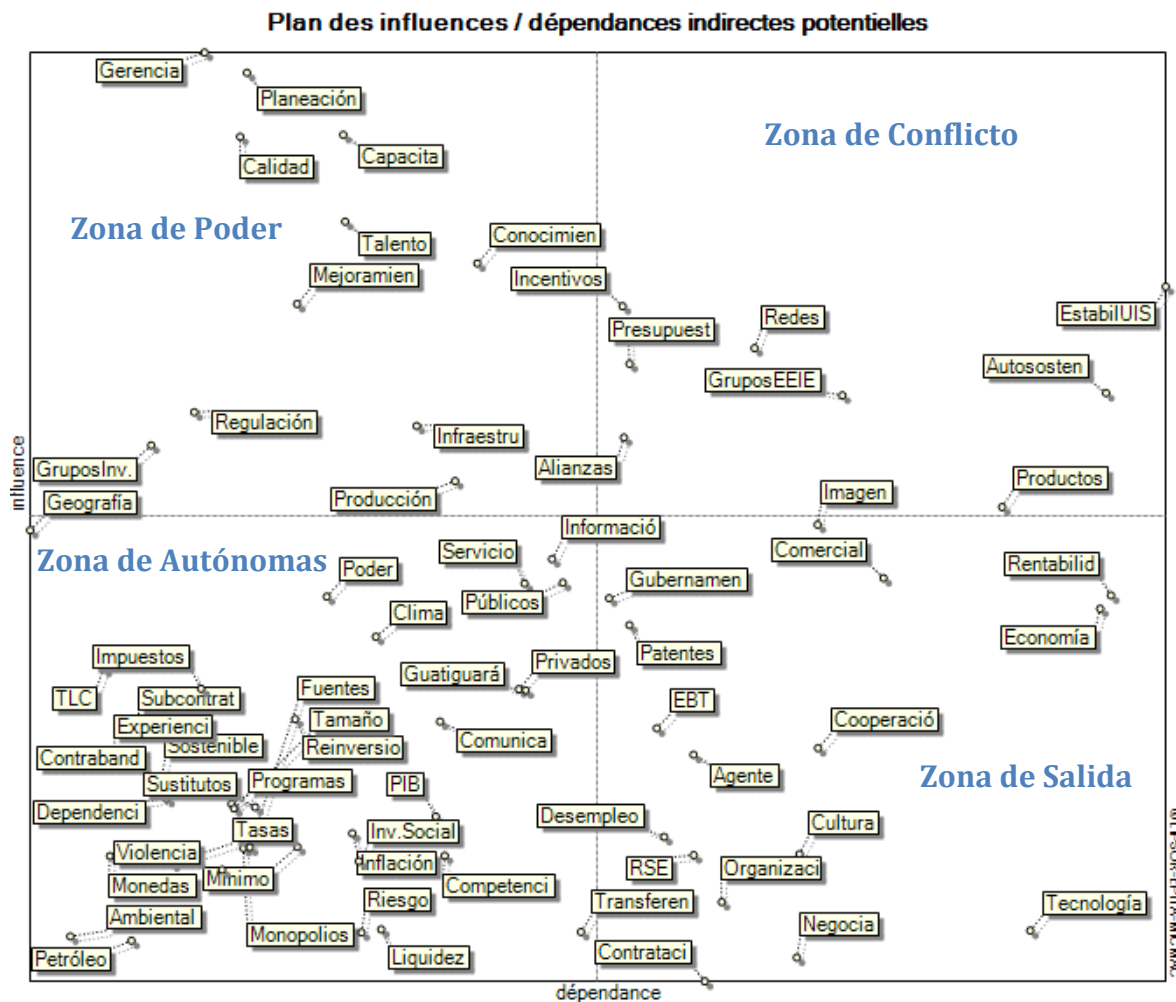 Plan des influences / dépendances indirectes potentielles
Gerencia
Planeación
Zona de Conflicto
Capacita
Calidad
Zona de Poder
Conocimien
Talento
Mejoramien
Incentivos
EstabilUIS
Redes
Presupuest
Autososten
GruposEEIE
Regulación
Infraestru
influence
GruposInv.
Alianzas
Geografía
Producción
Imagen
Productos
Informació
Zona de Autónomas
Servicio
Comercial
Poder
Rentabilid
Gubernamen
Públicos
Clima
Economía
Impuestos
Patentes
Privados
Guatiguará
TLC
Subcontrat
Fuentes
EBT
Experienci
Tamaño
Cooperació
Sostenible
Reinversio
Comunica
Contraband
Agente
Zona de Salida
Sustitutos
Programas
PIB
Dependenci
Desempleo
Cultura
Tasas
Inv.Social
Violencia
Inflación
RSE
Organizaci
Monedas
Mínimo
Competenci
Riesgo
Transferen
Tecnología
Ambiental
Monopolios
Negocia
Petróleo
Liquidez
Contrataci
dépendance